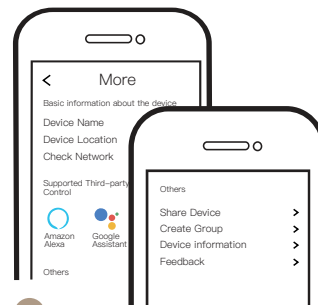 More
Basic information about the device
Device Name
Device Location
Check Network
Supported Third-party
Control
Amazon
Alexa
Google
Assistant
Others
Others
Share Device
Create Group
Device information
Feedback